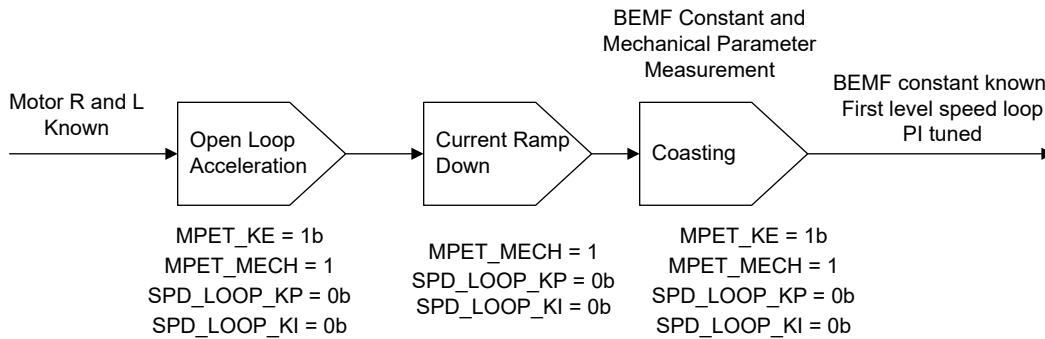 Motor R and L
Known
Open Loop
Acceleration
MPET_KE = 1b
MPET_MECH = 1
SPD_LOOP_KP = 0b
SPD_LOOP_KI = 0b
Current Ramp
Down
MPET_MECH = 1
SPD_LOOP_KP = 0b
SPD_LOOP_KI = 0b
BEMF Constant and
Mechanical Parameter
Measurement
Coasting
MPET_KE = 1b
MPET_MECH = 1
SPD_LOOP_KP = 0b
SPD_LOOP_KI = 0b
BEMF constant known
First level speed loop
PI tuned